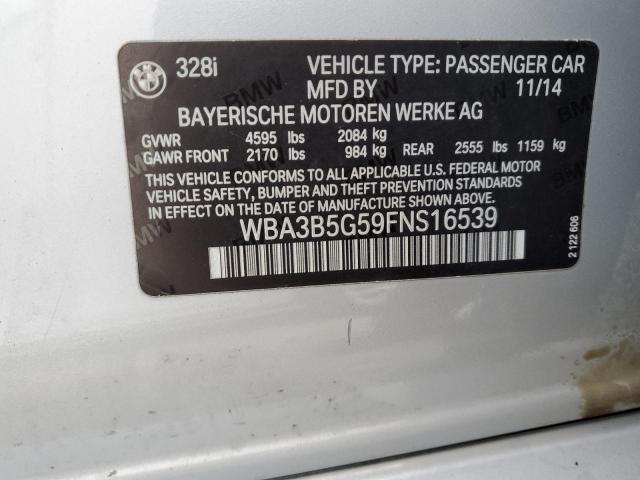 328i VEHICLE TYPE: PASSENGER CAR
MFD BY 11/14
BAYERISCHE MOTOREN WERKE AG
GVWR 4595 lbs 2084 kg
GAWR FRONT 2170 lbs 984 kg REAR 2555 lbs 1159 kg
THIS VEHICLE CONFORMS TO ALL APPLICABLE U.S. FEDERAL MOTOR
VEHICLE SAFETY, BUMPER AND THEFT PREVENTION STANDARDS
IN EFFECT ON THE DATE OF MANUFACTURE SHOWN ABOVE.
WBA3B5G59FNS16539
2 122 606